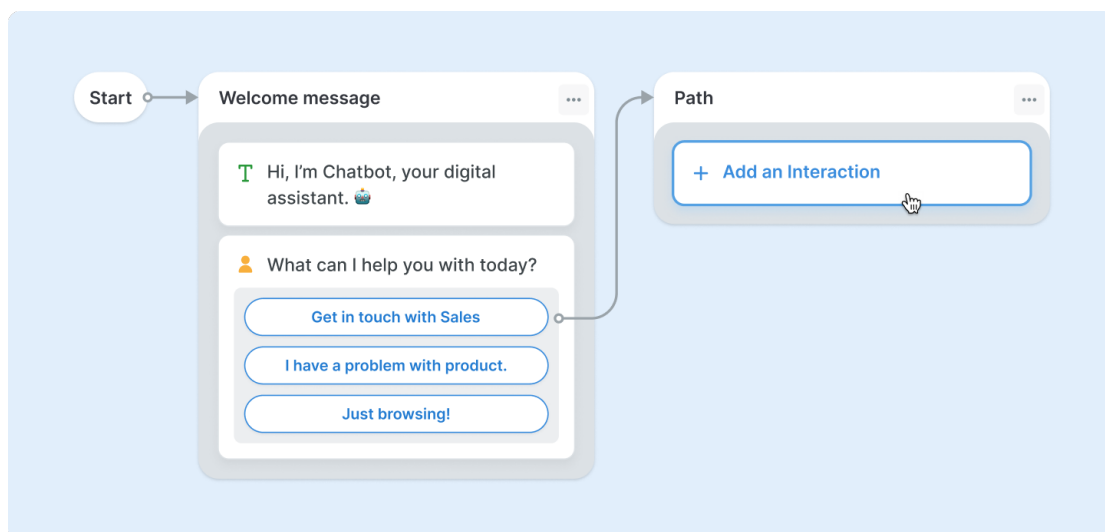 Start
Welcome message
Hi, I’m Chatbot, your digital
assistant. 🤖
What can I help you with today?
Get in touch with Sales
I have a problem with product.
Just browsing!
Path
+ Add an Interaction